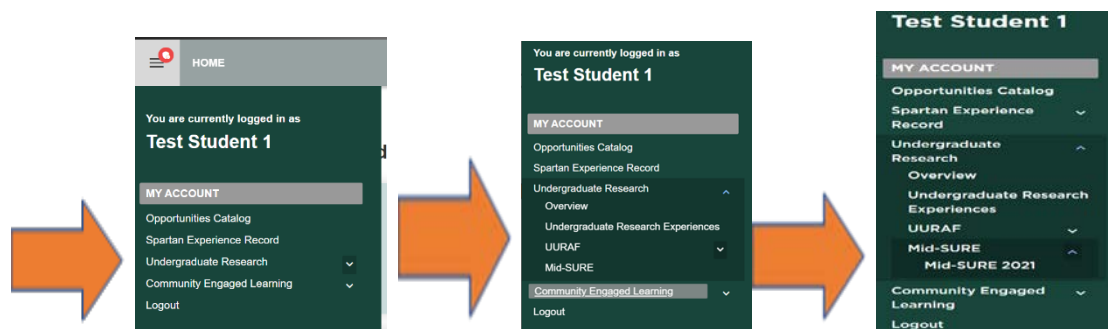 HOME
You are currently logged in as
Test Student 1
MY ACCOUNT
Opportunities Catalog
Spartan Experience Record
Undergraduate Research
Community Engaged Learning
Logout
d
You are currently logged in as
Test Student 1
MY ACCOUNT
Opportunities Catalog
Spartan Experience Record
Undergraduate Research
Overview
Undergraduate Research Experiences
UURAF
Mid-SURE
Community Engaged Learning
Logout
Test Student 1
MY ACCOUNT
Opportunities Catalog
Spartan Experience
Record
Undergraduate
Research
Overview
Undergraduate Research
Experiences
UURAF
Mid-SURE
Mid-SURE 2021
Community Engaged
Learning
Logout